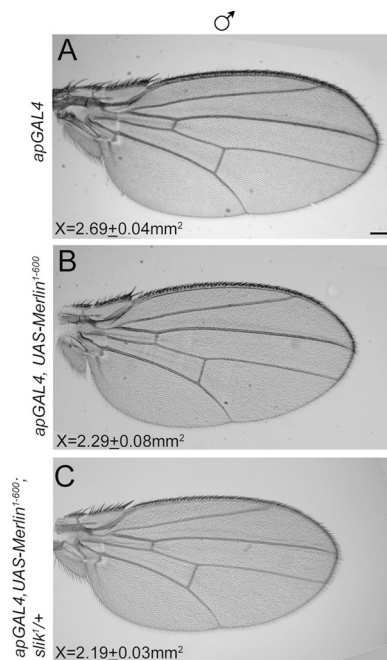 ♂
A
apGAL4
X=2.69±0.04mm²
B
apGAL4, UAS-Merlin¹⁻⁶⁰⁰
X=2.29±0.08mm²
C
apGAL4,UAS-Merlin¹⁻⁶⁰⁰;
slik¹/+
X=2.19±0.03mm²